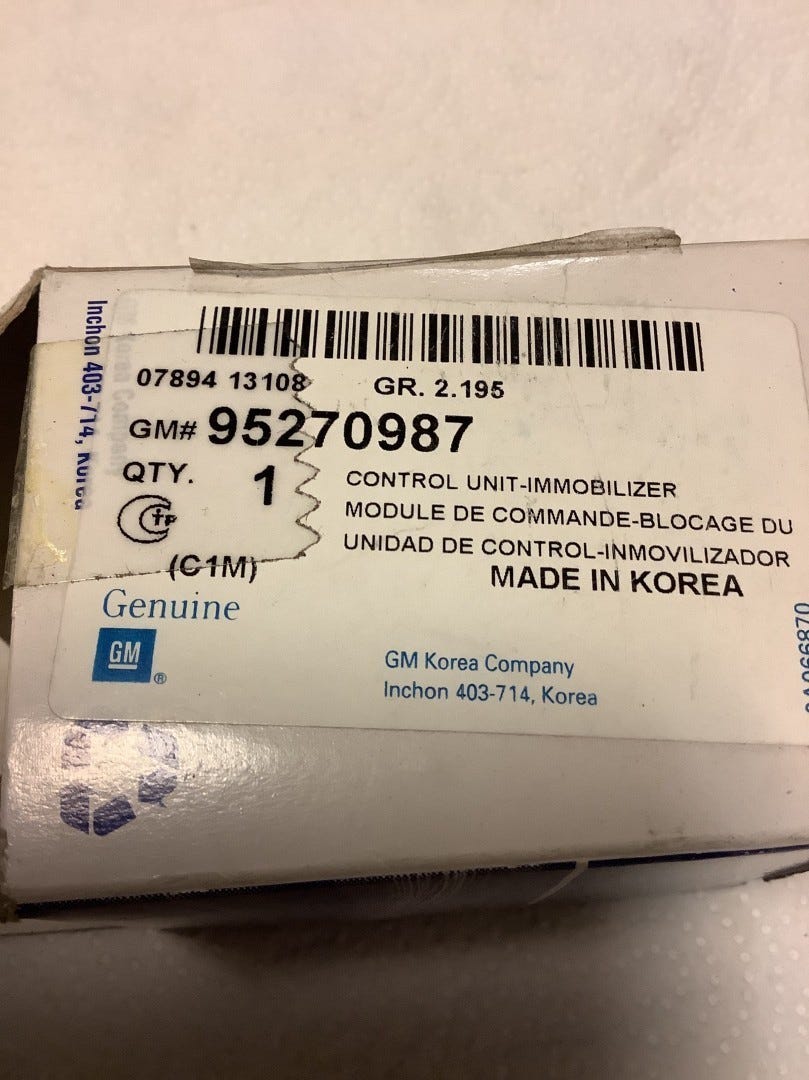 07894 13108 GR. 2.195
GM# 95270987
QTY. 1
CONTROL UNIT-IMMOBILIZER
MODULE DE COMMANDE-BLOCAGE DU
UNIDAD DE CONTROL-INMOVILIZADOR
(C1M)
MADE IN KOREA
Genuine
GM ®
GM Korea Company
Inchon 403-714, Korea
Inchon 403-714, Korea